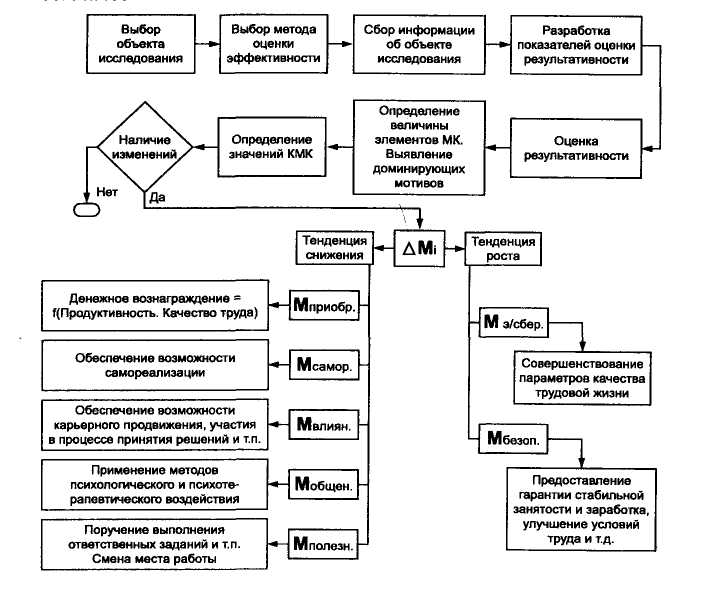 Выбор
объекта
исследования
Выбор метода
оценки
эффективности
Сбор информации
об объекте
исследования
Разработка
показателей оценки
результативности
Наличие
изменений
Определение
значений КМК
Определение
величины
элементов МК.
Выявление
доминирующих
мотивов
Оценка
результативности
Нет
Да
Тенденция
снижения
ΔMi
Тенденция
роста
Денежное вознаграждение =
f(Продуктивность. Качество труда)
Мприобр.
М э/сбер.
Обеспечение возможности
самореализации
Мсамор.
Совершенствование
параметров качества
трудовой жизни
Обеспечение возможности
карьерного продвижения, участия
в процессе принятия решений и т.п.
Мвлиян.
Мбезоп.
Применение методов
психологического и психоте-
рапевтического воздействия
Мобщен.
Предоставление
гарантии стабильной
занятости и заработка,
улучшение условий
труда и т.д.
Поручение выполнения
ответственных заданий и т.п.
Смена места работы
Мполезн.